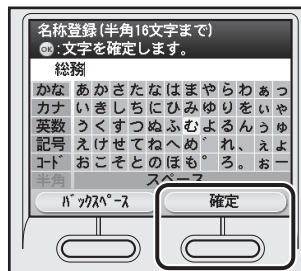 名称登録(半角16文字まで)
OK:文字を確定します。
総務
かな あかさたなはまやらわぁっ
カナ いきしちにひみゆりをぃゃ
英数 うくすつぬふむよるんぅゅ
記号 えけせてねへめ゛れ、ぇょ
コード おこそとのほも゜ろ。ぉー
半角 スペース
バックスペース 確定